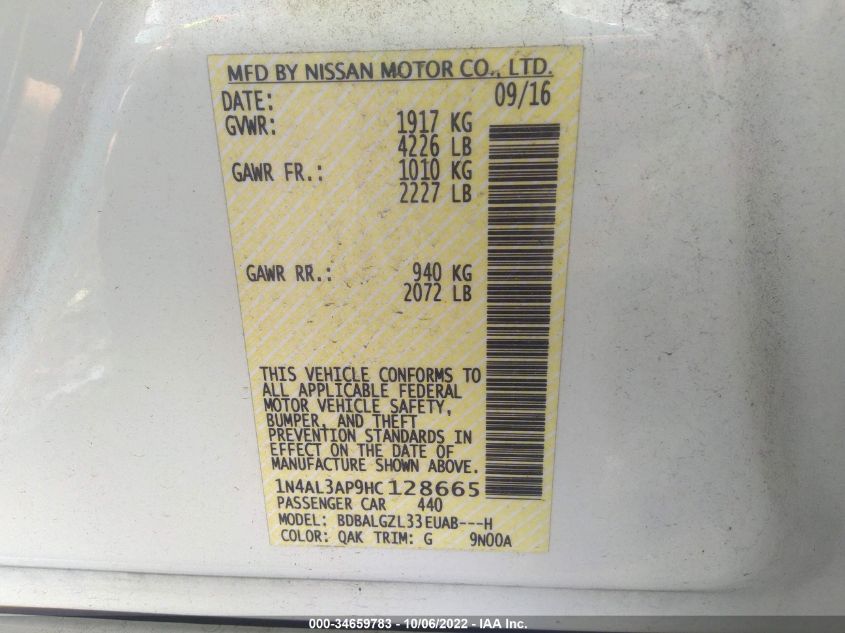 MFD BY NISSAN MOTOR CO., LTD.
DATE: 09/16
GVWR: 1917 KG
4226 LB
GAWR FR.: 1010 KG
2227 LB
GAWR RR.: 940 KG
2072 LB
THIS VEHICLE CONFORMS TO
ALL APPLICABLE FEDERAL
MOTOR VEHICLE SAFETY,
BUMPER, AND THEFT
PREVENTION STANDARDS IN
EFFECT ON THE DATE OF
MANUFACTURE SHOWN ABOVE.
1N4AL3AP9HC128665
PASSENGER CAR 440
MODEL: BDBALGZL33EUAB---H
COLOR: QAK TRIM: G 9N00A
000-34659783 - 10/06/2022 - IAA Inc.